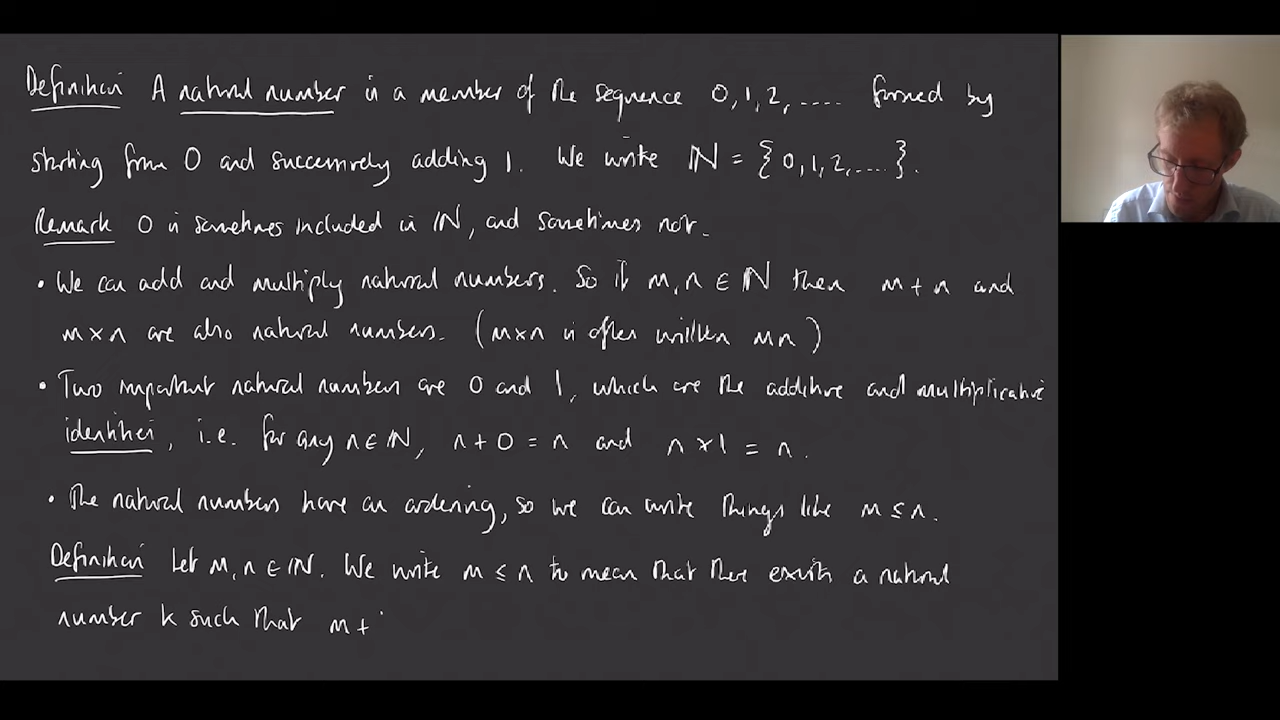 Definition A natural number is a member of the sequence 0, 1, 2, .... formed by
starting from 0 and successively adding 1. We write ℕ = {0, 1, 2, ....}.
Remark 0 is sometimes included in ℕ, and sometimes not.
• We can add and multiply natural numbers. So if m, n ∈ ℕ then m + n and
m × n are also natural numbers. (m × n is often written mn)
• Two important natural numbers are 0 and 1, which are the additive and multiplicative
identities, i.e. for any n ∈ ℕ, n + 0 = n and n × 1 = n.
• The natural numbers have an ordering, so we can write things like m ≤ n.
Definition Let m, n ∈ ℕ. We write m ≤ n to mean that there exists a natural
number k such that m +